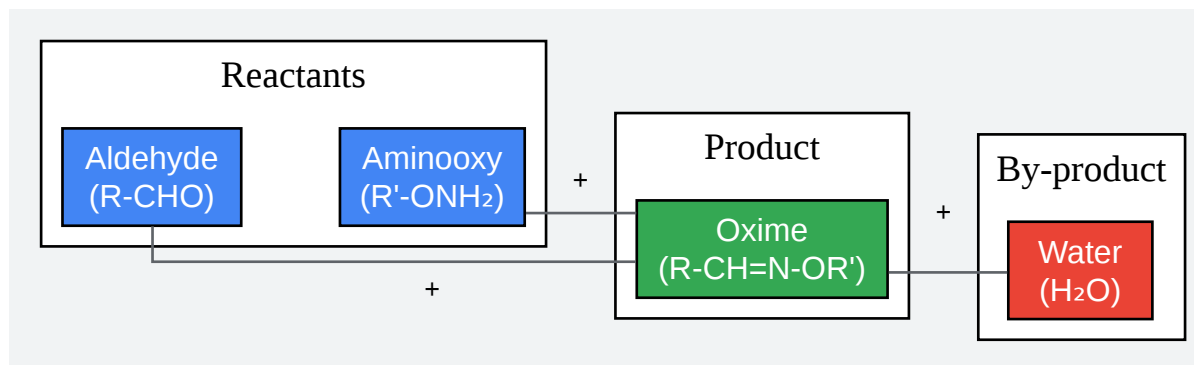 Reactants
Aldehyde
(R-CHO)
Aminooxy
(R'-ONH₂)
+
+
Product
Oxime
(R-CH=N-OR')
+
By-product
Water
(H₂O)